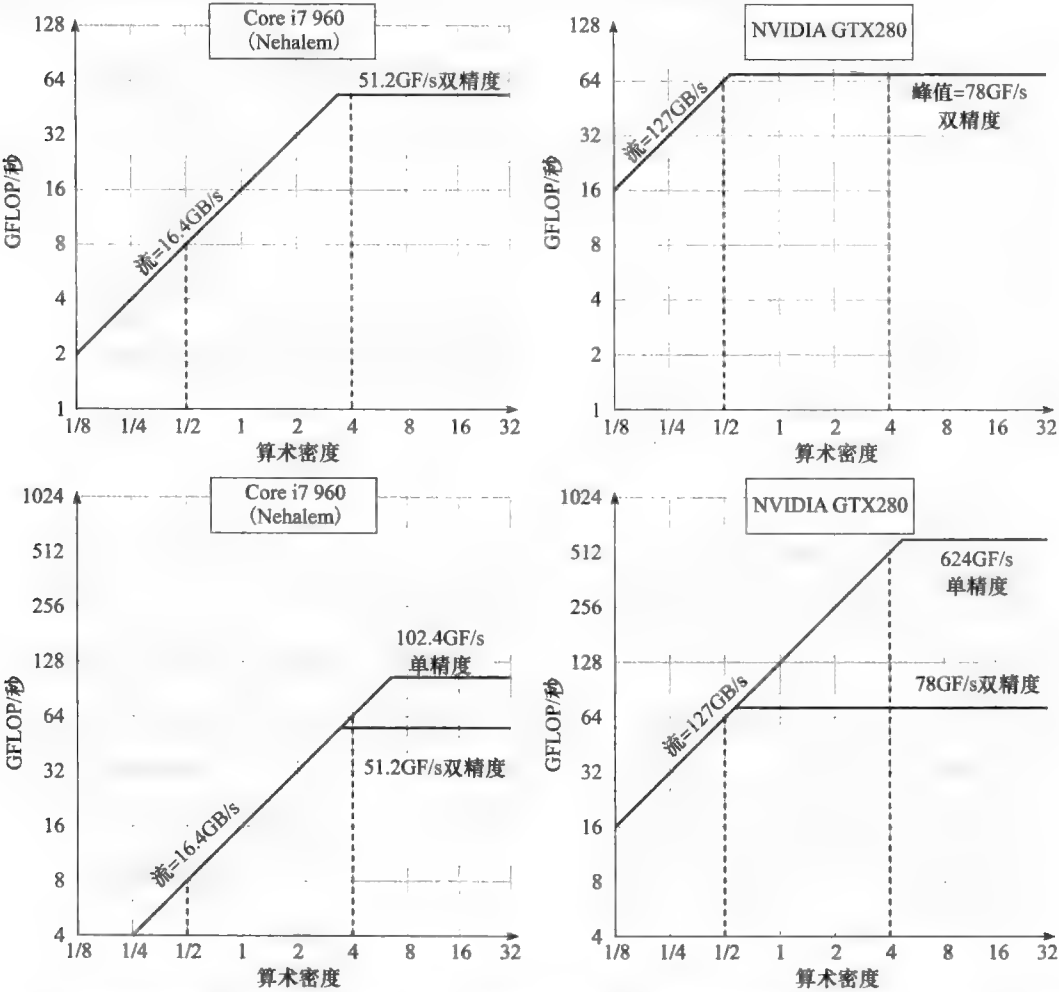 Core i7 960
(Nehalem)
128
64
32
16
8
4
2
1
GFLOP/秒
51.2GF/s双精度
流=16.4GB/s
1/8 1/4 1/2 1 2 4 8 16 32
算术密度
NVIDIA GTX280
128
64
32
16
8
4
2
1
GFLOP/秒
流=127GB/s
峰值=78GF/s
双精度
1/8 1/4 1/2 1 2 4 8 16 32
算术密度
Core i7 960
(Nehalem)
1024
512
256
128
64
32
16
8
4
GFLOP/秒
102.4GF/s
单精度
51.2GF/s双精度
流=16.4GB/s
1/8 1/4 1/2 1 2 4 8 16 32
算术密度
NVIDIA GTX280
1024
512
256
128
64
32
16
8
4
GFLOP/秒
624GF/s
单精度
78GF/s双精度
流=127GB/s
1/8 1/4 1/2 1 2 4 8 16 32
算术密度